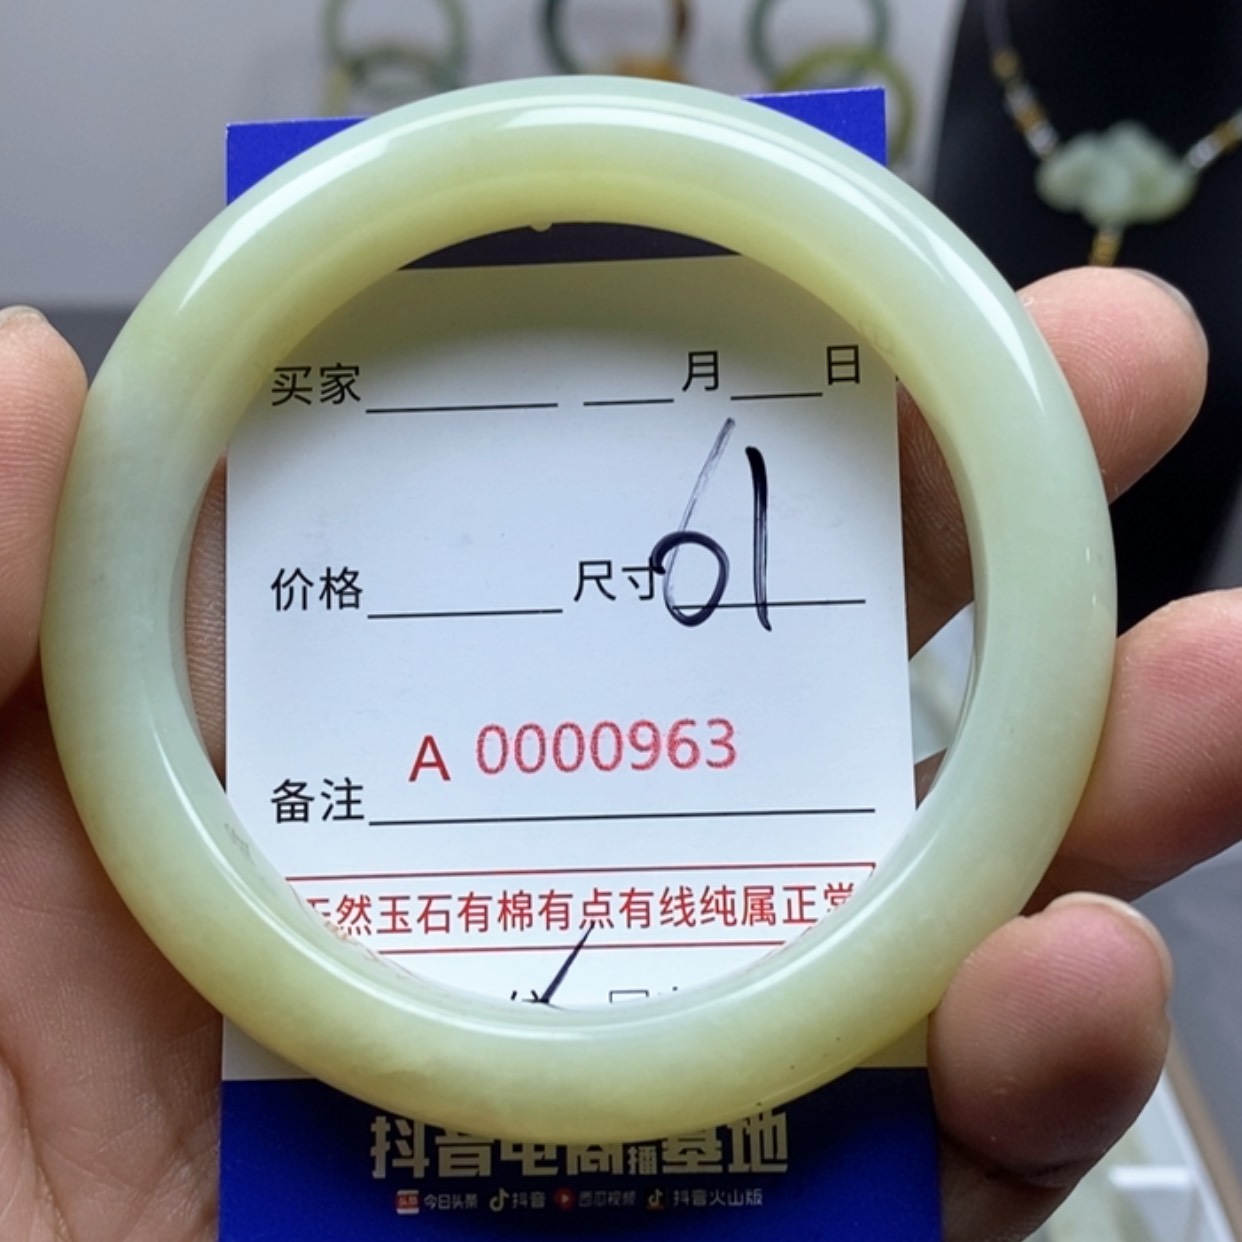 买家 月 日
价格 尺寸 61
A 0000963
备注
天然玉石有棉有点有线纯属正常
抖音电商直播基地
今日头条 抖音 西瓜视频 抖音火山版